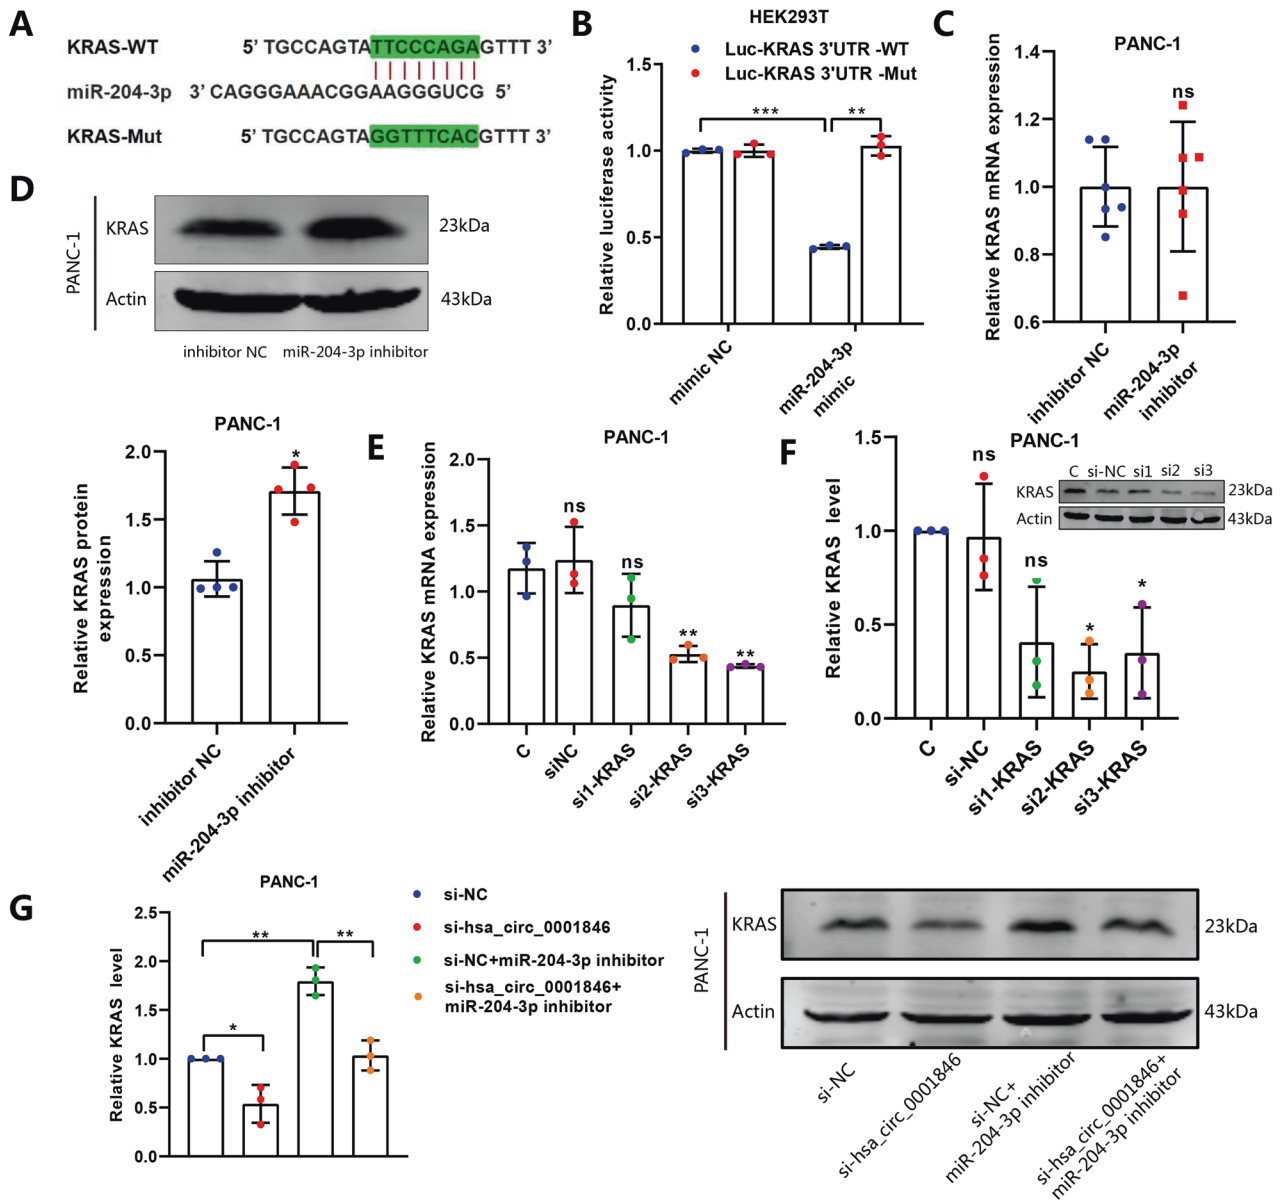 A
KRAS-WT 5’ TGCCAGTATTCCCAGAGTTT 3’
miR-204-3p 3’ CAGGGAAACGGAAGGGUCG 5’
KRAS-Mut 5’ TGCCAGTAGGTTTCACGTTT 3’
B
HEK293T
Luc-KRAS 3'UTR -WT
Luc-KRAS 3'UTR -Mut
Relative luciferase activity
1.5
1.0
0.5
0.0
***
**
mimic NC
miR-204-3p
mimic
C
PANC-1
Relative KRAS mRNA expression
1.4
1.2
1.0
0.8
0.6
ns
inhibitor NC
miR-204-3p
inhibitor
D
PANC-1
KRAS 23kDa
Actin 43kDa
inhibitor NC miR-204-3p inhibitor
PANC-1
Relative KRAS protein
expression
2.0
1.5
1.0
0.5
0.0
*
inhibitor NC
miR-204-3p inhibitor
E
PANC-1
Relative KRAS mRNA expression
2.0
1.5
1.0
0.5
0.0
ns
ns
**
**
C
siNC
si1-KRAS
si2-KRAS
si3-KRAS
F
PANC-1
Relative KRAS level
1.5
1.0
0.5
0.0
ns
ns
*
*
C si-NC si1 si2 si3
KRAS 23kDa
Actin 43kDa
C
si-NC
si1-KRAS
si2-KRAS
si3-KRAS
G
PANC-1
Relative KRAS level
2.5
2.0
1.5
1.0
0.5
0.0
*
**
**
si-NC
si-hsa_circ_0001846
si-NC+miR-204-3p inhibitor
si-hsa_circ_0001846+
miR-204-3p inhibitor
PANC-1
KRAS 23kDa
Actin 43kDa
si-NC
si-hsa_circ_0001846
si-NC+
miR-204-3p inhibitor
si-hsa_circ_0001846+
miR-204-3p inhibitor